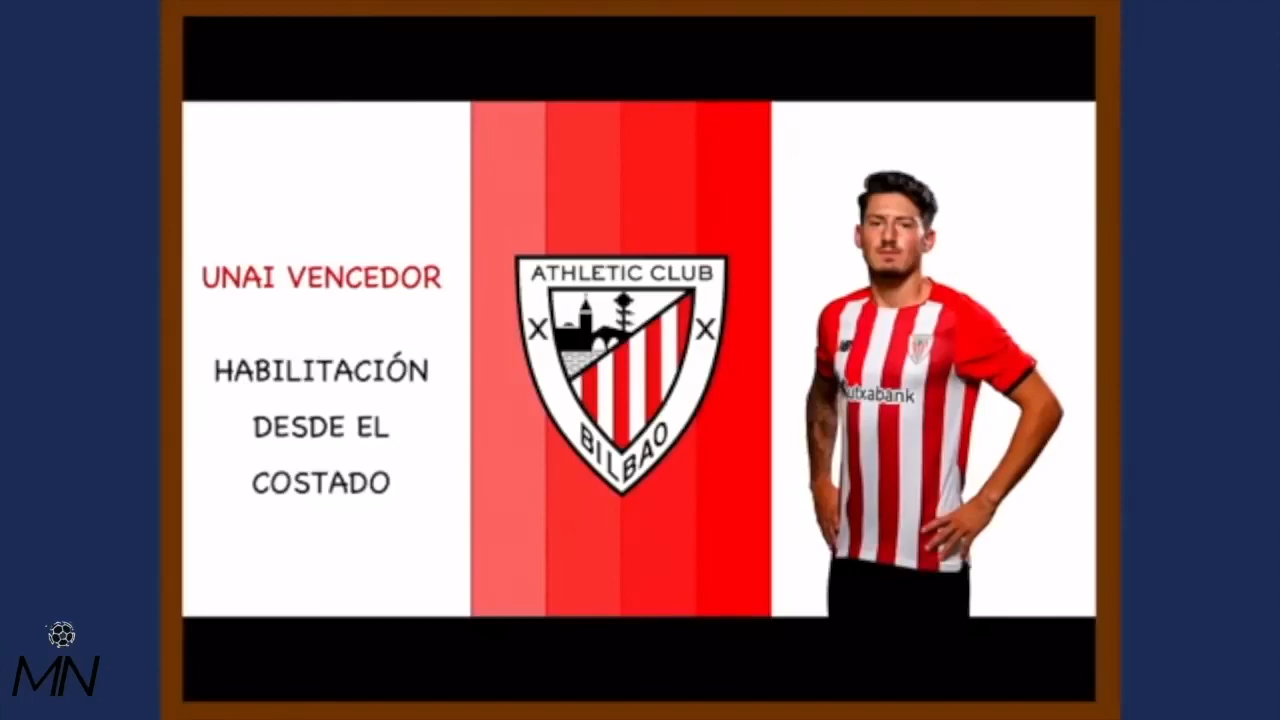 UNAI VENCEDOR
HABILITACIÓN
DESDE EL
COSTADO
ATHLETIC CLUB
X X
BILBAO
kutxabank
MN